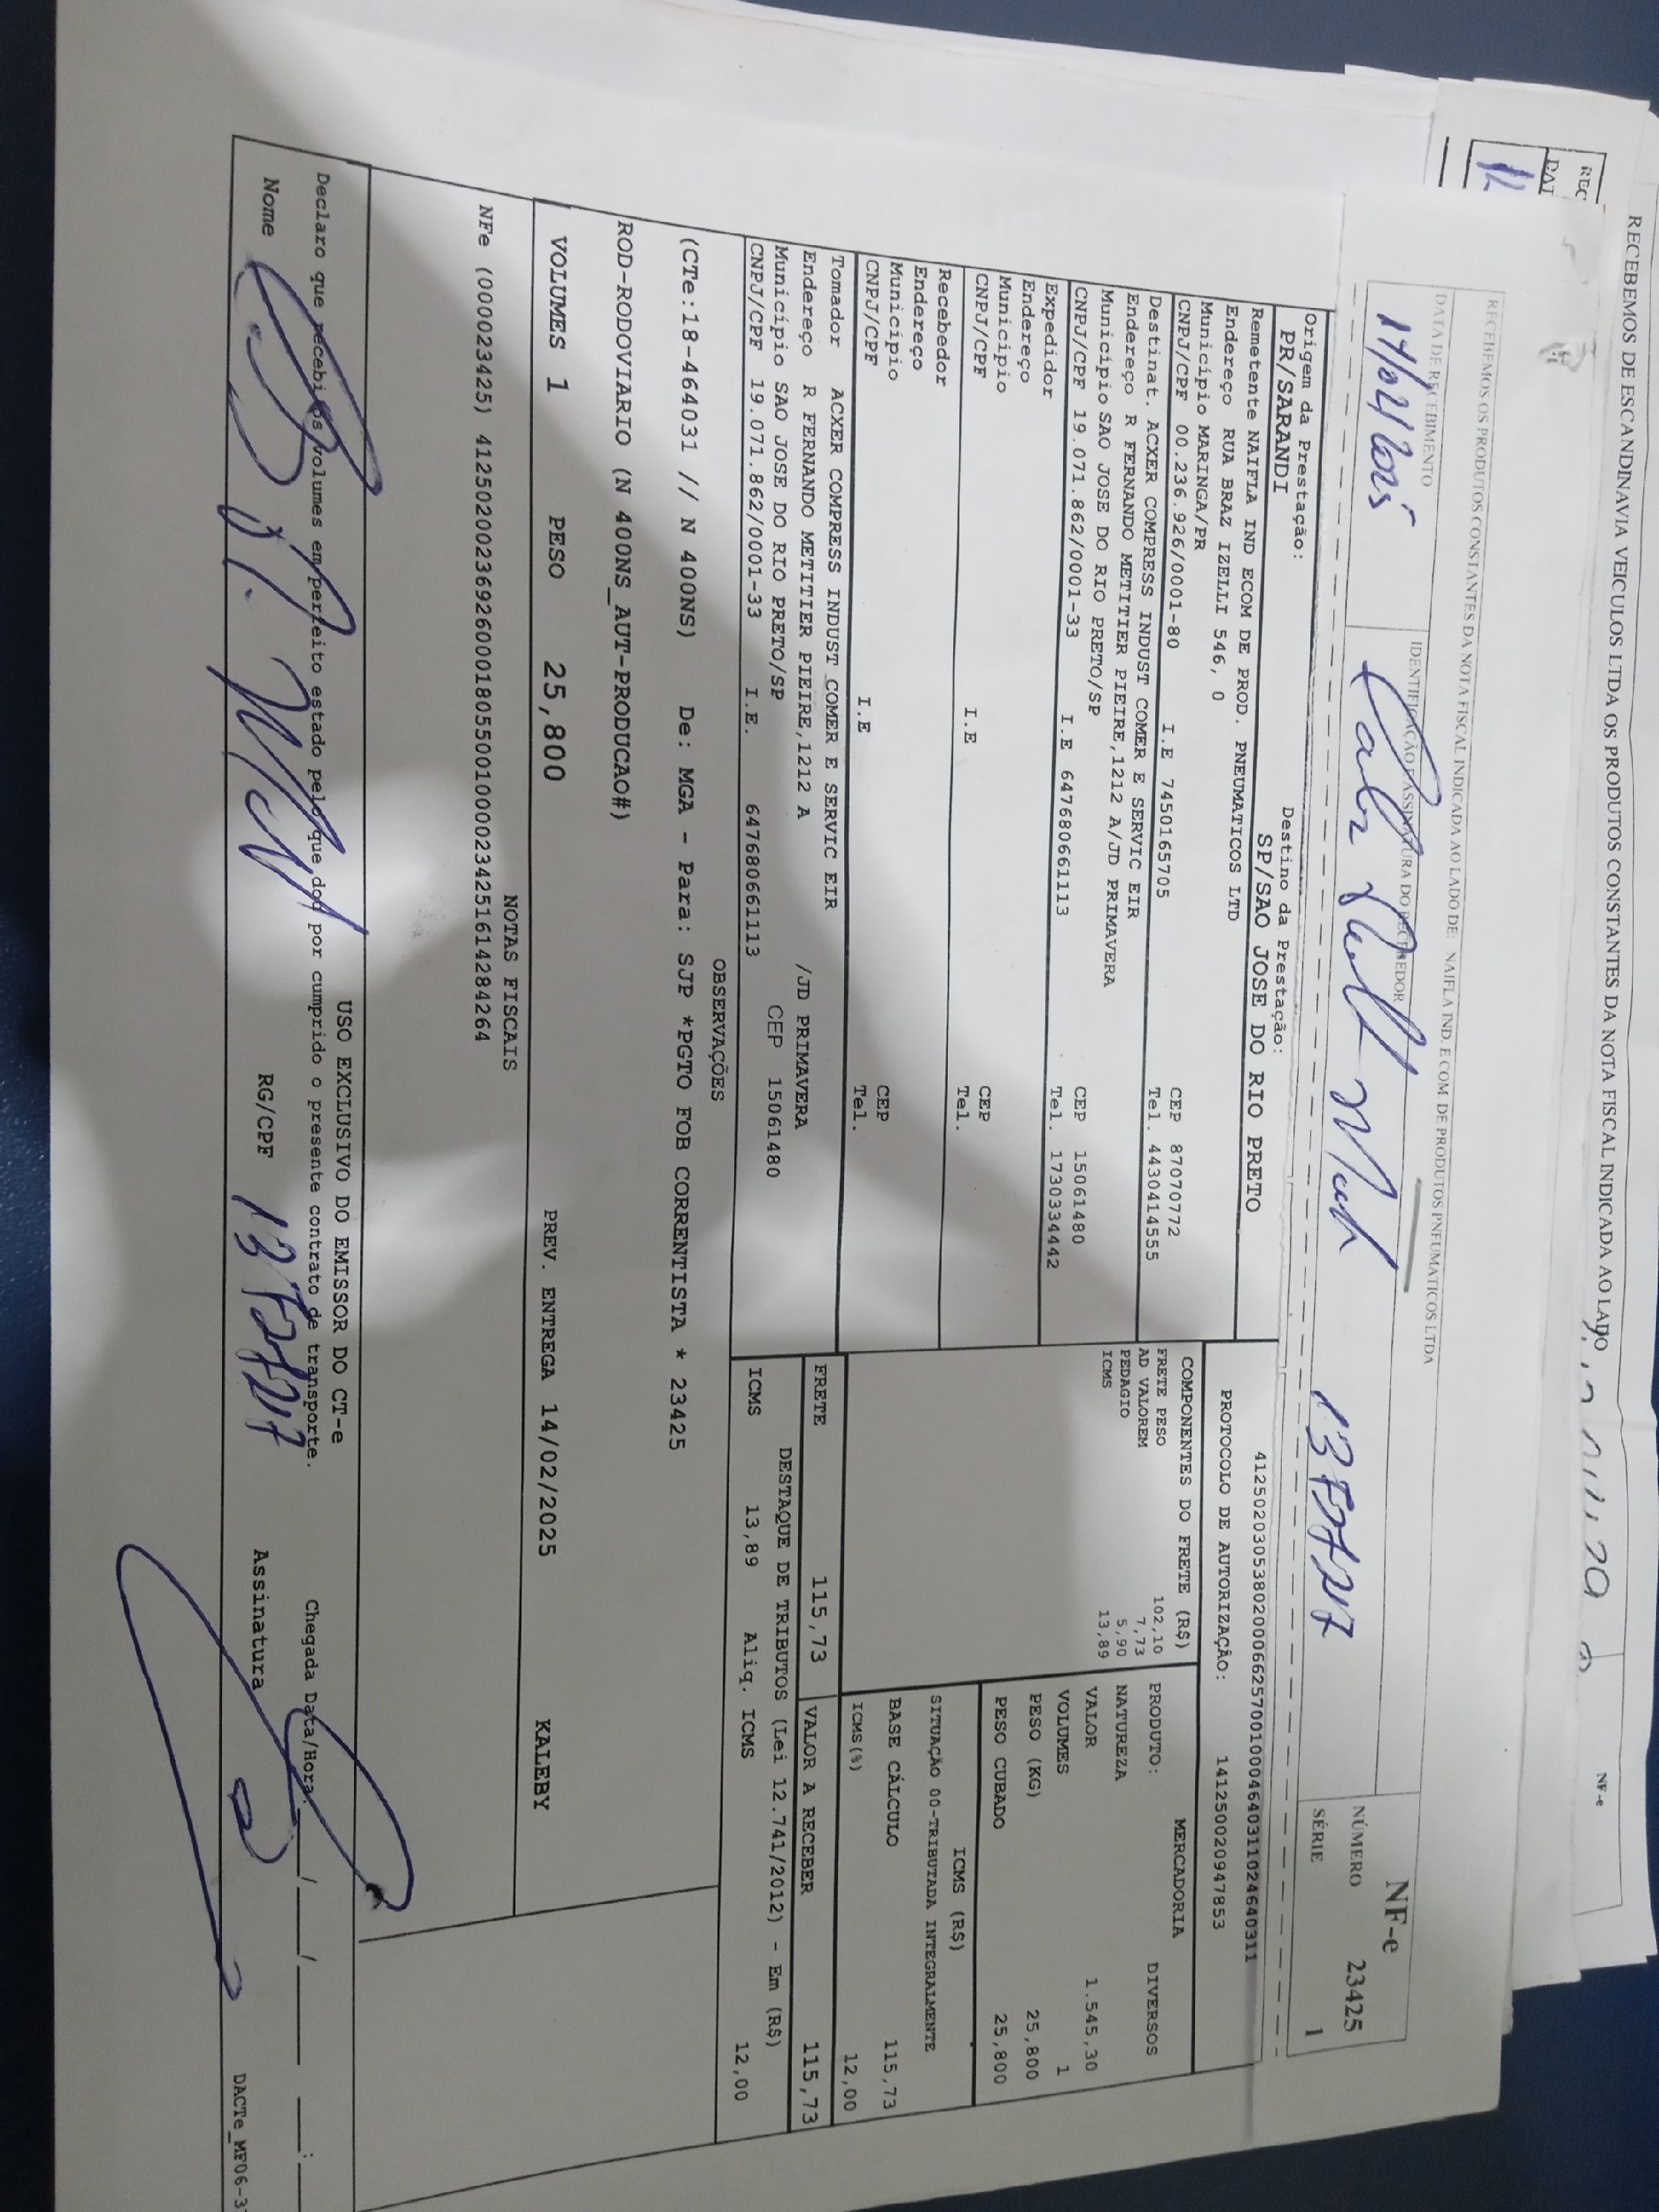 RECEBEMOS DE ESCANDINAVIA VEICULOS LTDA OS PRODUTOS CONSTANTES DA NOTA FISCAL INDICADA AO LADO
NF-e
REC
DAT
RECEBEMOS OS PRODUTOS CONSTANTES DA NOTA FISCAL INDICADA AO LADO DE: NAIFLA IND. E COM. DE PRODUTOS PNEUMATICOS LTDA
DATA DE RECEBIMENTO
IDENTIFICAÇÃO E ASSINATURA DO RECEBEDOR
NF-e
NÚMERO 23425
SÉRIE 1
Origem da Prestação:
PR/SARANDI
Destino da Prestação:
SP/SAO JOSE DO RIO PRETO
41250203053802000662570010004640311024640311
PROTOCOLO DE AUTORIZAÇÃO: 141250020947853
Remetente NAIFLA IND ECOM DE PROD. PNEUMATICOS LTD
Endereço RUA BRAZ IZELLI 546, 0
Município MARINGA/PR CEP 87070772
CNPJ/CPF 00.236.926/0001-80 I.E 7450165705 Tel. 4430414555
Destinat. ACXER COMPRESS INDUST COMER E SERVIC EIR
Endereço R FERNANDO METITIER PIEIRE,1212 A/JD PRIMAVERA
Município SAO JOSE DO RIO PRETO/SP CEP 15061480
CNPJ/CPF 19.071.862/0001-33 I.E 647680661113 Tel. 1730334442
Expedidor
Endereço
Município CEP
CNPJ/CPF I.E Tel.
Recebedor
Endereço
Município CEP
CNPJ/CPF I.E Tel.
Tomador ACXER COMPRESS INDUST COMER E SERVIC EIR
Endereço R FERNANDO METITIER PIEIRE,1212 A /JD PRIMAVERA
Município SAO JOSE DO RIO PRETO/SP CEP 15061480
CNPJ/CPF 19.071.862/0001-33 I.E. 647680661113
COMPONENTES DO FRETE (R$)
FRETE PESO 102,10
AD VALOREM 7,73
PEDAGIO 5,90
ICMS 13,89
MERCADORIA
PRODUTO: DIVERSOS
NATUREZA
VALOR 1.545,30
VOLUMES 1
PESO (KG) 25,800
PESO CUBADO 25,800
ICMS (R$)
SITUAÇÃO 00-TRIBUTADA INTEGRALMENTE
BASE CÁLCULO 115,73
ICMS(%) 12,00
FRETE 115,73
VALOR A RECEBER 115,73
DESTAQUE DE TRIBUTOS (Lei 12.741/2012) - Em (R$)
ICMS 13,89 Aliq. ICMS 12,00
OBSERVAÇÕES
(CTe:18-464031 // N 400NS) De: MGA - Para: SJP *PGTO FOB CORRENTISTA * 23425
ROD-RODOVIARIO (N 400NS_AUT-PRODUCAO#)
VOLUMES 1 PESO 25,800 PREV. ENTREGA 14/02/2025 KALEBY
NOTAS FISCAIS
NFe (000023425) 41250200236926000180550010000234251614284264
USO EXCLUSIVO DO EMISSOR DO CT-e
Declaro que recebi os volumes em perfeito estado pelo que dou por cumprido o presente contrato de transporte.
Chegada Data/Hora: ___/___/_____ ___:___
Nome RG/CPF Assinatura